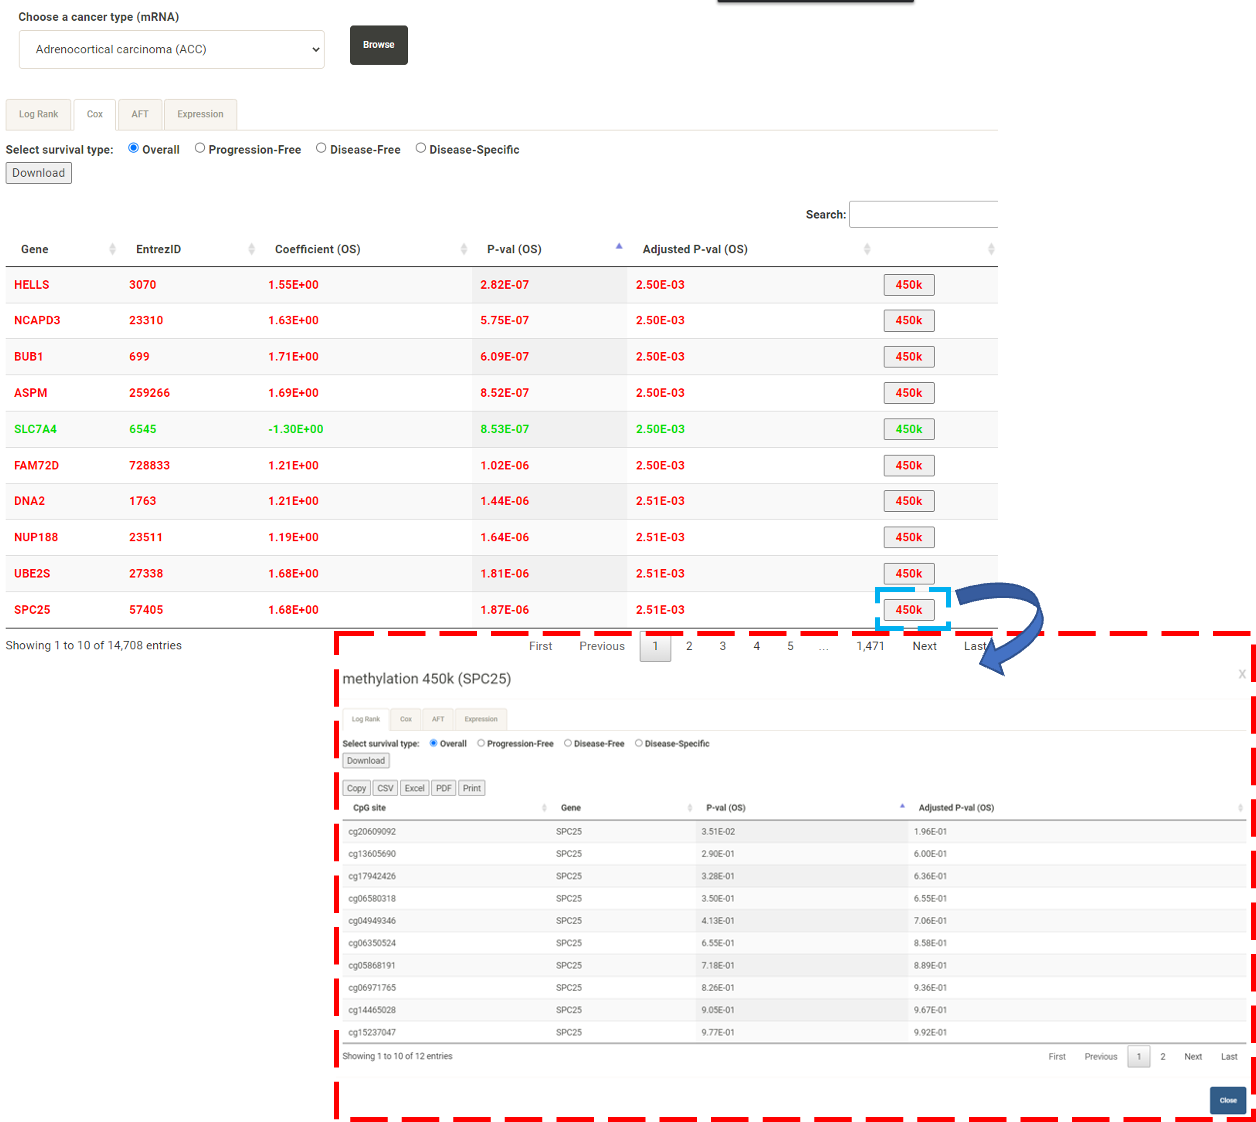 Choose a cancer type (mRNA)
Adrenocortical carcinoma (ACC)
Browse
Log Rank Cox AFT Expression
Select survival type: Overall Progression-Free Disease-Free Disease-Specific
Download
Search:
Gene EntrezID Coefficient (OS) P-val (OS) Adjusted P-val (OS)
HELLS 3070 1.55E+00 2.82E-07 2.50E-03 450k
NCAPD3 23310 1.63E+00 5.75E-07 2.50E-03 450k
BUB1 699 1.71E+00 6.09E-07 2.50E-03 450k
ASPM 259266 1.69E+00 8.52E-07 2.50E-03 450k
SLC7A4 6545 -1.30E+00 8.53E-07 2.50E-03 450k
FAM72D 728833 1.21E+00 1.02E-06 2.50E-03 450k
DNA2 1763 1.21E+00 1.44E-06 2.51E-03 450k
NUP188 23511 1.19E+00 1.64E-06 2.51E-03 450k
UBE2S 27338 1.68E+00 1.81E-06 2.51E-03 450k
SPC25 57405 1.68E+00 1.87E-06 2.51E-03 450k
Showing 1 to 10 of 14,708 entries First Previous 1 2 3 4 5 ... 1,471 Next Last
methylation 450k (SPC25) X
Log Rank Cox AFT Expression
Select survival type: Overall Progression-Free Disease-Free Disease-Specific
Download
Copy CSV Excel PDF Print
CpG site Gene P-val (OS) Adjusted P-val (OS)
cg20609092 SPC25 3.51E-02 1.96E-01
cg13605690 SPC25 2.90E-01 6.00E-01
cg17942426 SPC25 3.28E-01 6.36E-01
cg06580318 SPC25 3.50E-01 6.55E-01
cg04949346 SPC25 4.13E-01 7.06E-01
cg06350524 SPC25 6.55E-01 8.58E-01
cg05868191 SPC25 7.18E-01 8.89E-01
cg06971765 SPC25 8.26E-01 9.36E-01
cg14465028 SPC25 9.05E-01 9.67E-01
cg15237047 SPC25 9.77E-01 9.92E-01
Showing 1 to 10 of 12 entries First Previous 1 2 Next Last
Close